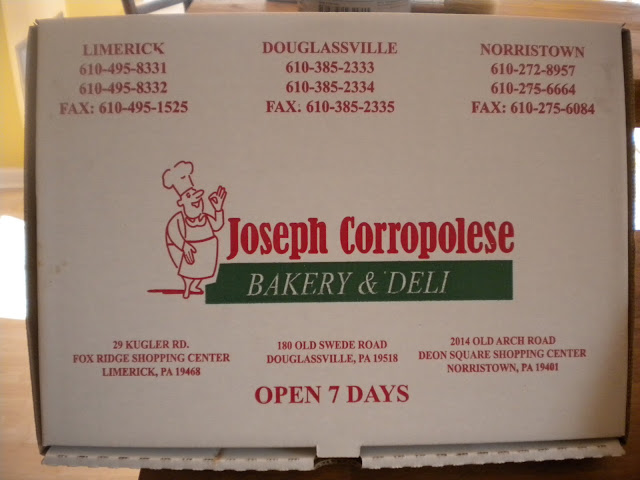 LIMERICK
610-495-8331
610-495-8332
FAX: 610-495-1525
DOUGLASSVILLE
610-385-2333
610-385-2334
FAX: 610-385-2335
NORRISTOWN
610-272-8957
610-275-6664
FAX: 610-275-6084
Joseph Corropolese
BAKERY & DELI
29 KUGLER RD.
FOX RIDGE SHOPPING CENTER
LIMERICK, PA 19468
180 OLD SWEDE ROAD
DOUGLASSVILLE, PA 19518
2014 OLD ARCH ROAD
DEON SQUARE SHOPPING CENTER
NORRISTOWN, PA 19401
OPEN 7 DAYS